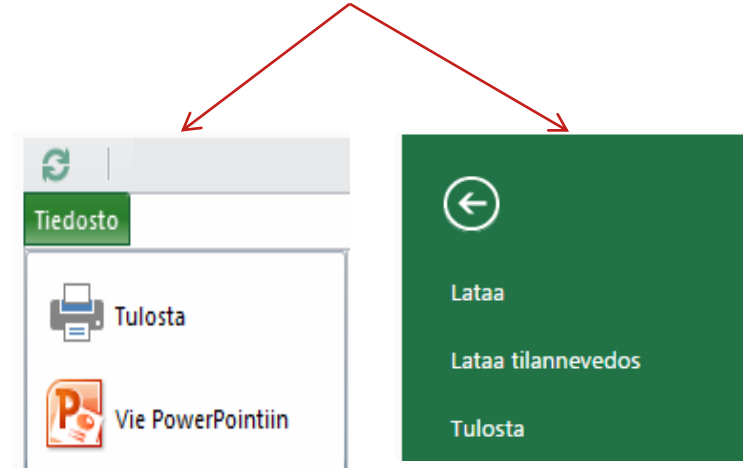 Tiedosto
Tulosta
Vie PowerPointiin
Lataa
Lataa tilannevedos
Tulosta